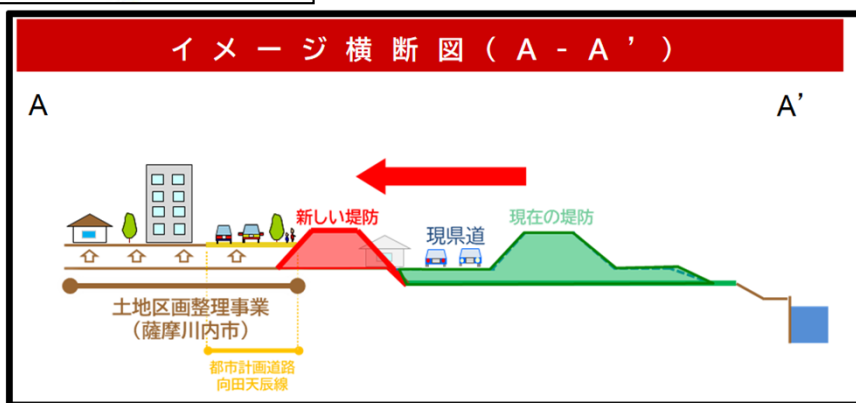 イメージ横断図(A-A’)
A
A’
新しい堤防
現在の堤防
現県道
土地区画整理事業
(薩摩川内市)
都市計画道路
向田天辰線